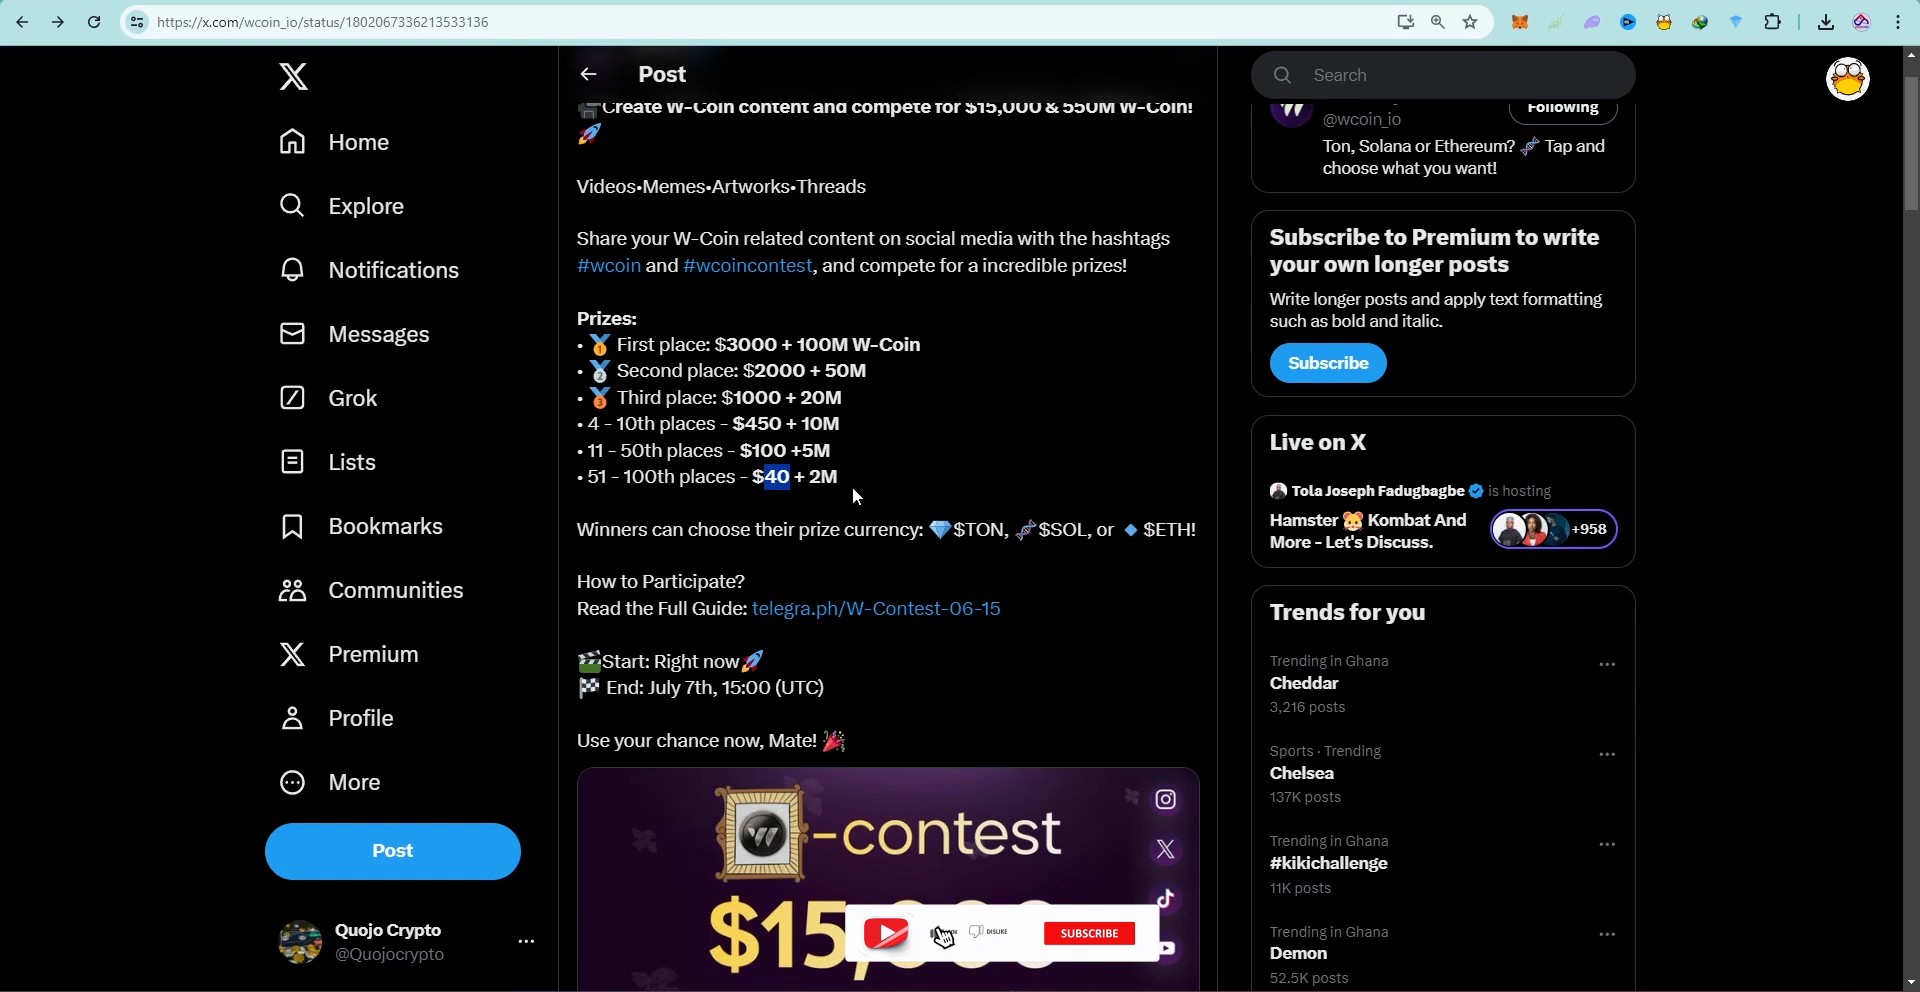 https://x.com/wcoin_io/status/1802067336213533136
Home
Explore
Notifications
Messages
Grok
Lists
Bookmarks
Communities
Premium
Profile
More
Post
Quojo Crypto
@Quojocrypto
Post
Create W-Coin content and compete for $15,000 & 550M W-Coin!
🚀
Videos•Memes•Artworks•Threads
Share your W-Coin related content on social media with the hashtags
#wcoin and #wcoincontest, and compete for a incredible prizes!
Prizes:
• 🥇 First place: $3000 + 100M W-Coin
• 🥈 Second place: $2000 + 50M
• 🥉 Third place: $1000 + 20M
• 4 - 10th places - $450 + 10M
• 11 - 50th places - $100 +5M
• 51 - 100th places - $40 + 2M
Winners can choose their prize currency: 💎$TON, 🧬$SOL, or 🔹$ETH!
How to Participate?
Read the Full Guide: telegra.ph/W-Contest-06-15
🎬Start: Right now🚀
🏁 End: July 7th, 15:00 (UTC)
Use your chance now, Mate! 🎉
-contest
$15,
DISLIKE
SUBSCRIBE
Search
@wcoin_io
Following
Ton, Solana or Ethereum? 🧬 Tap and
choose what you want!
Subscribe to Premium to write
your own longer posts
Write longer posts and apply text formatting
such as bold and italic.
Subscribe
Live on X
Tola Joseph Fadugbagbe is hosting
Hamster 🐹 Kombat And
More - Let's Discuss.
+958
Trends for you
Trending in Ghana
Cheddar
3,216 posts
Sports · Trending
Chelsea
137K posts
Trending in Ghana
#kikichallenge
11K posts
Trending in Ghana
Demon
52.5K posts